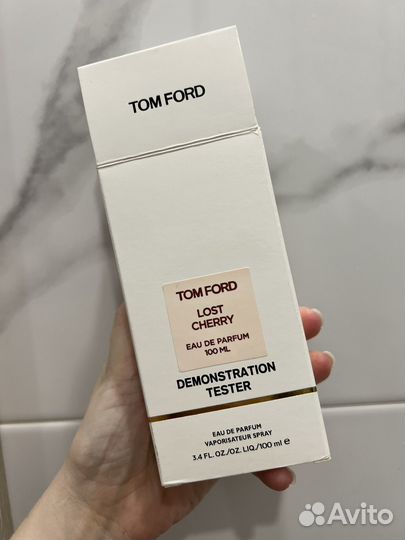 TOM FORD
TOM FORD
LOST
CHERRY
EAU DE PARFUM
100 ML
DEMONSTRATION
TESTER
EAU DE PARFUM
VAPORISATEUR SPRAY
3.4 FL. OZ./OZ. LIQ./100 ml ℮
Avito